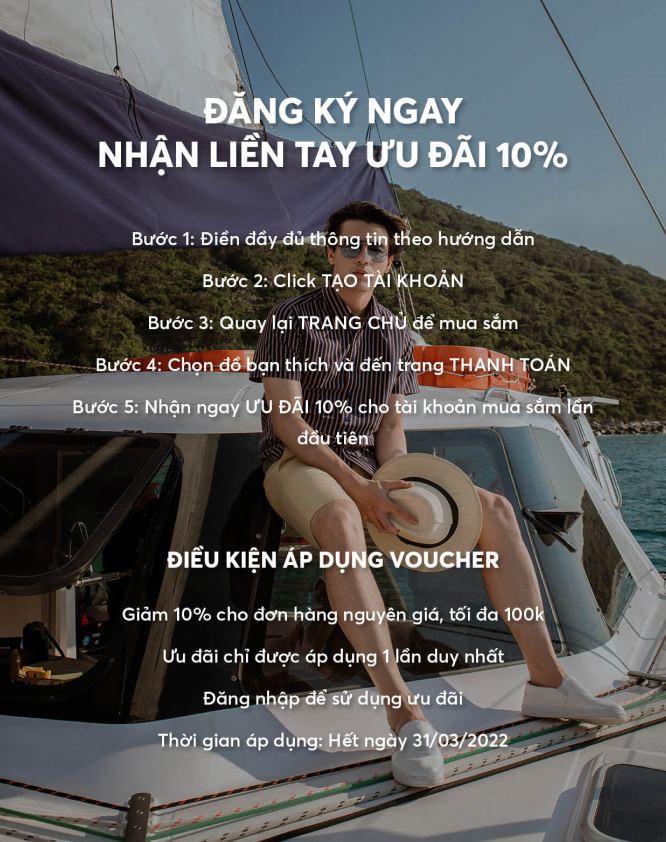 ĐĂNG KÝ NGAY
NHẬN LIỀN TAY ƯU ĐÃI 10%
Bước 1: Điền đầy đủ thông tin theo hướng dẫn
Bước 2: Click TẠO TÀI KHOẢN
Bước 3: Quay lại TRANG CHỦ để mua sắm
Bước 4: Chọn đồ bạn thích và đến trang THANH TOÁN
Bước 5: Nhận ngay ƯU ĐÃI 10% cho tài khoản mua sắm lần
đầu tiên
ĐIỀU KIỆN ÁP DỤNG VOUCHER
Giảm 10% cho đơn hàng nguyên giá, tối đa 100k
Ưu đãi chỉ được áp dụng 1 lần duy nhất
Đăng nhập để sử dụng ưu đãi
Thời gian áp dụng: Hết ngày 31/03/2022